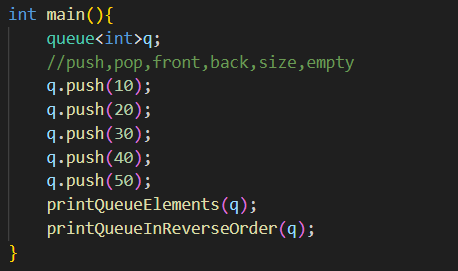 int main(){
queue<int>q;
//push,pop,front,back,size,empty
q.push(10);
q.push(20);
q.push(30);
q.push(40);
q.push(50);
printQueueElements(q);
printQueueInReverseOrder(q);
}